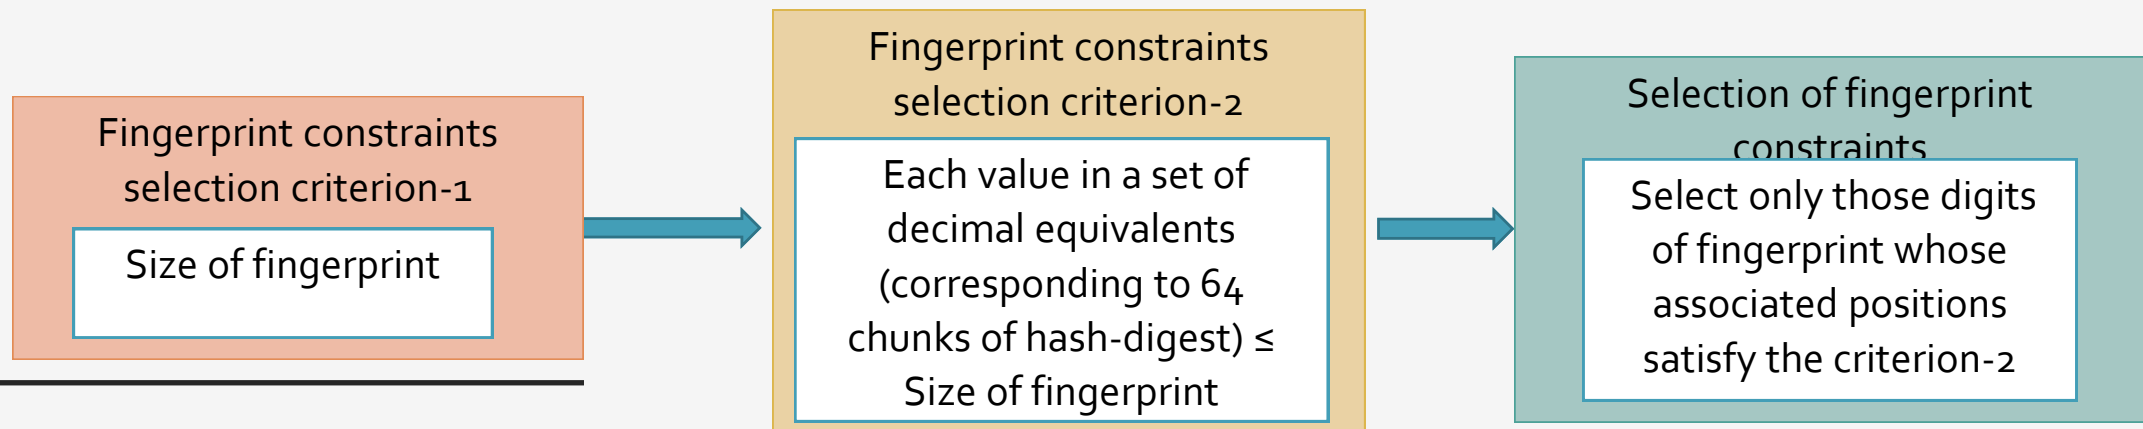 Fingerprint constraints
selection criterion-1
Size of fingerprint
Fingerprint constraints
selection criterion-2
Each value in a set of
decimal equivalents
(corresponding to 64
chunks of hash-digest) ≤
Size of fingerprint
Selection of fingerprint
constraints
Select only those digits
of fingerprint whose
associated positions
satisfy the criterion-2